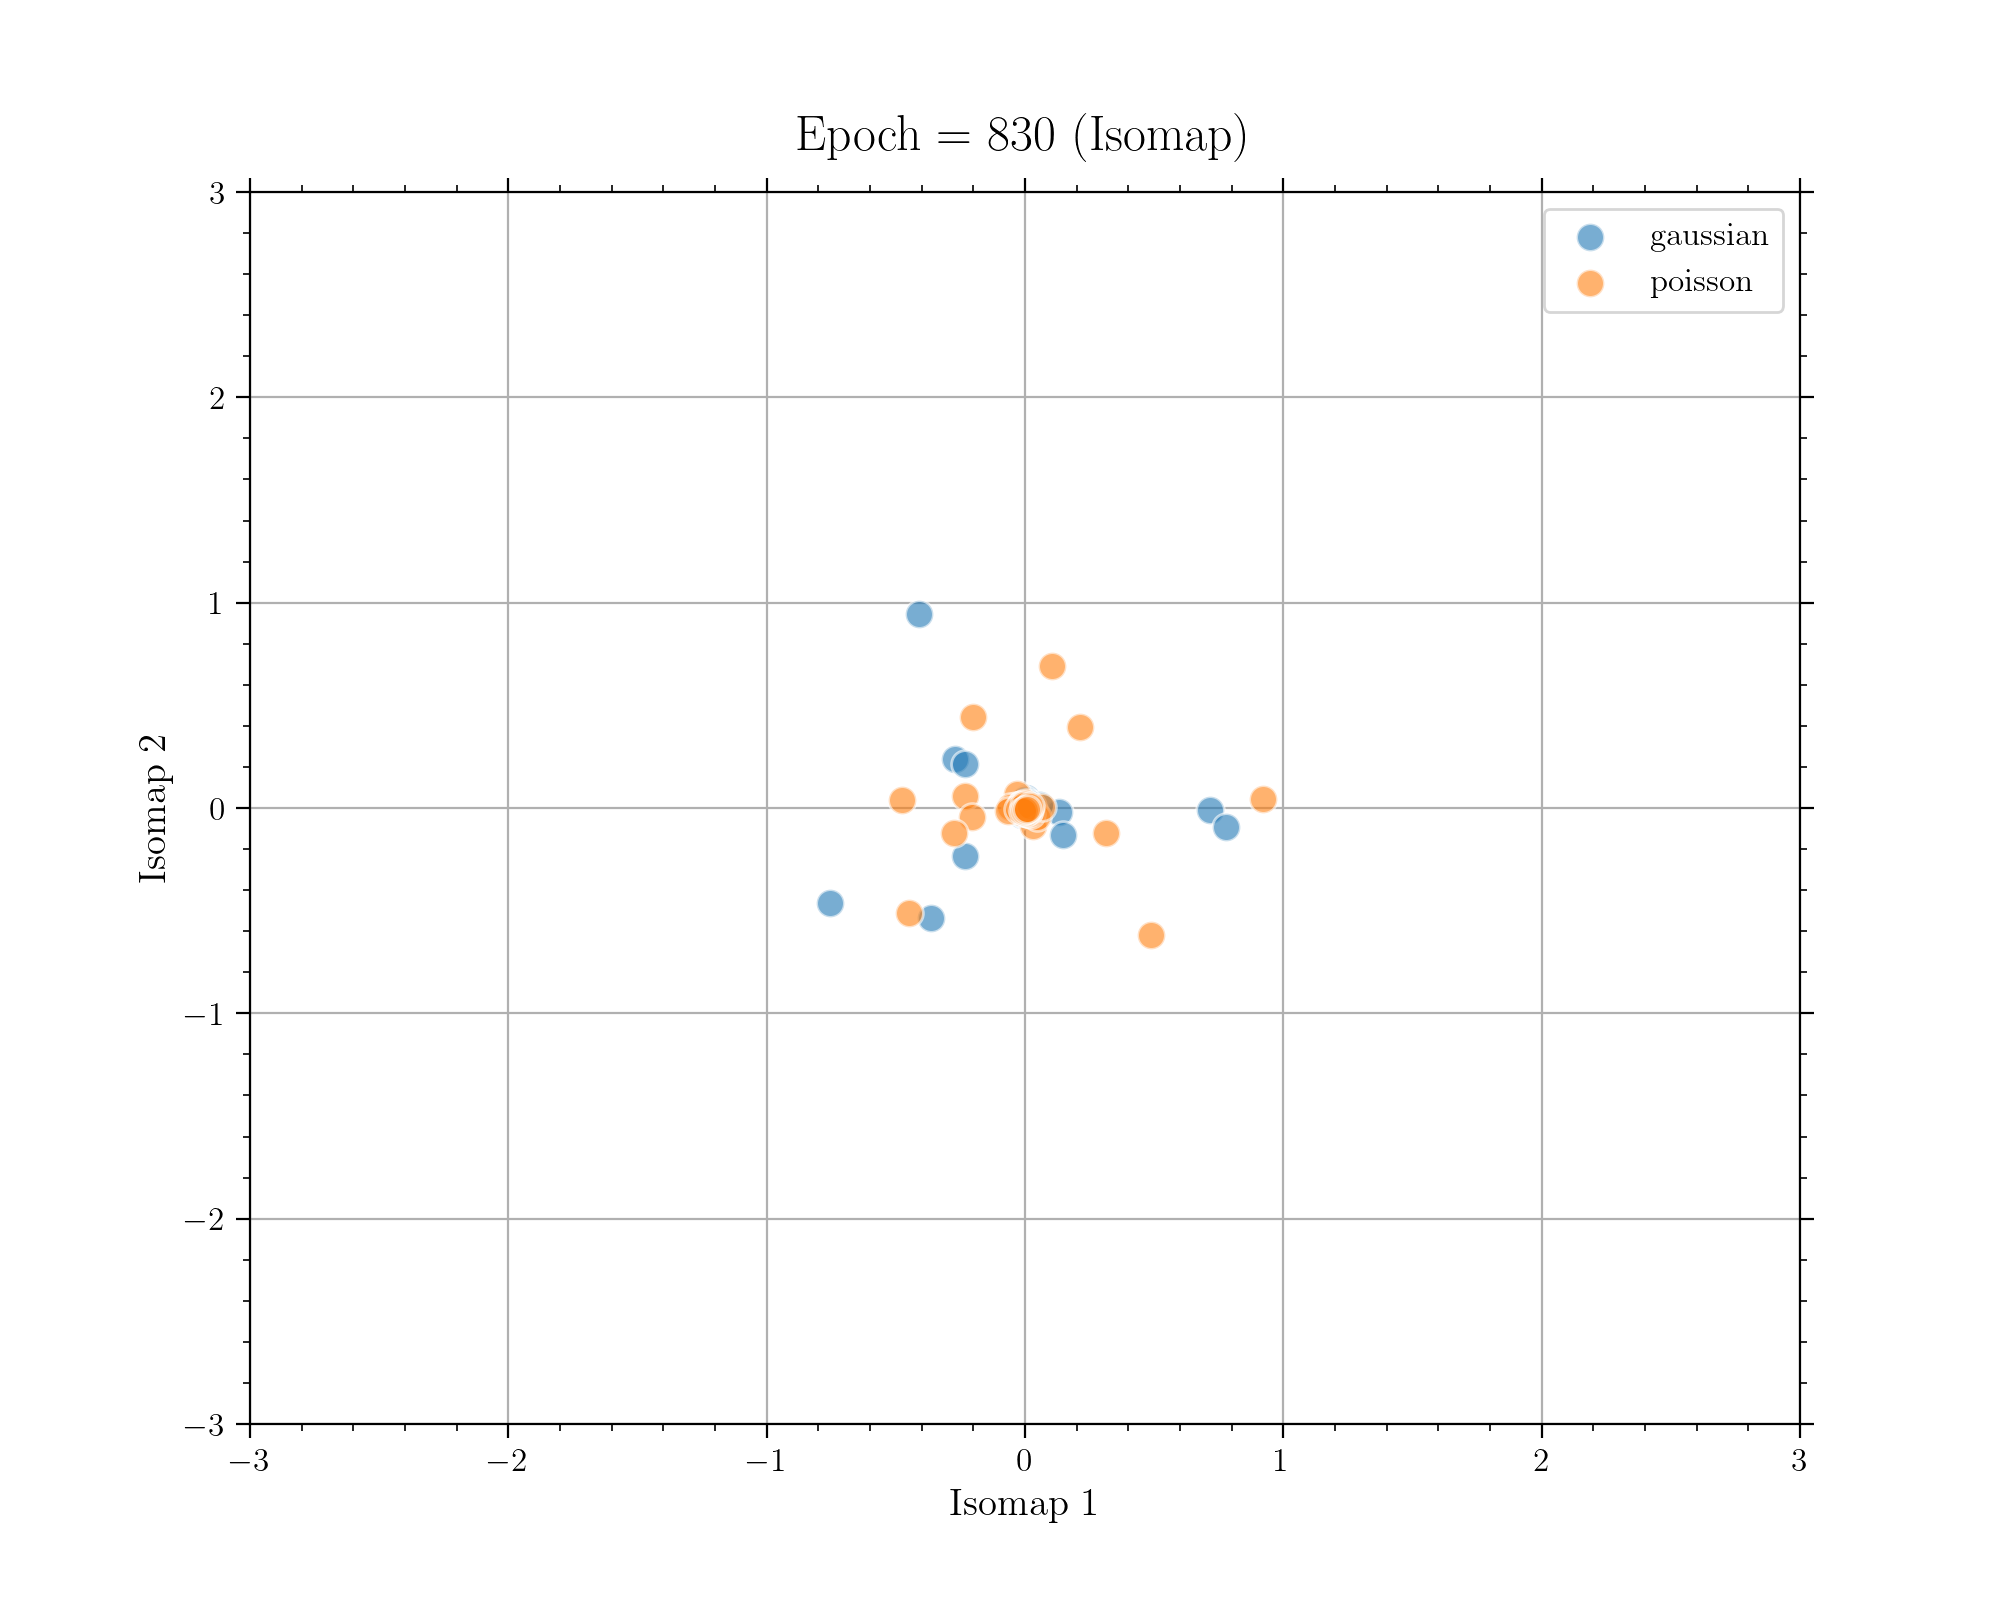 Epoch = 830 (Isomap)
gaussian
poisson
3
2
1
0
−1
−2
−3
Isomap 2
−3 −2 −1 0 1 2 3
Isomap 1